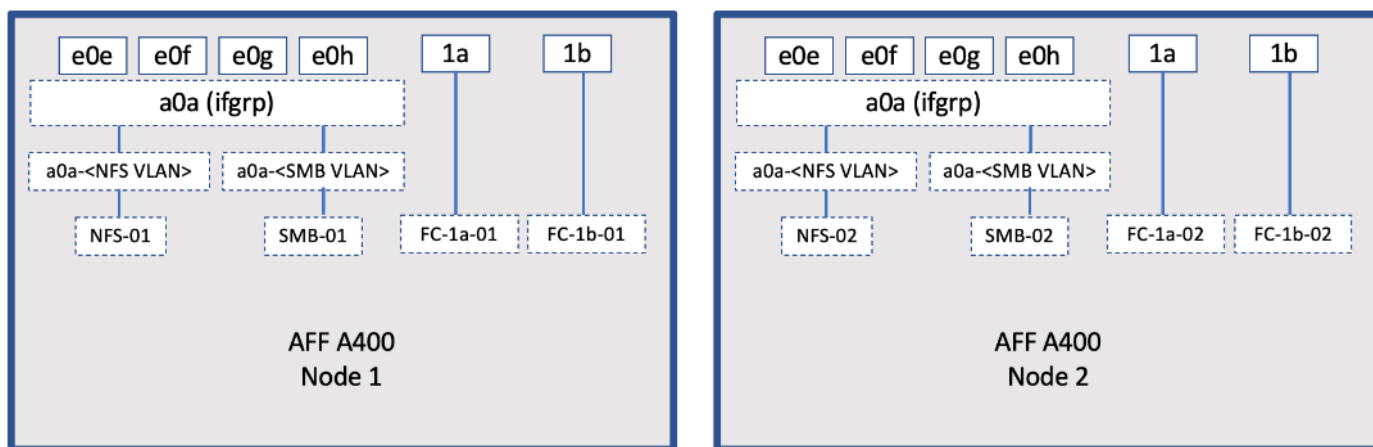 e0e e0f e0g e0h 1a 1b
a0a (ifgrp)
a0a-<NFS VLAN> a0a-<SMB VLAN>
NFS-01 SMB-01 FC-1a-01 FC-1b-01
AFF A400
Node 1
e0e e0f e0g e0h 1a 1b
a0a (ifgrp)
a0a-<NFS VLAN> a0a-<SMB VLAN>
NFS-02 SMB-02 FC-1a-02 FC-1b-02
AFF A400
Node 2